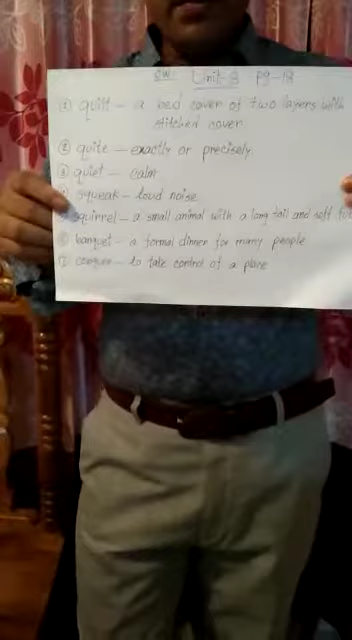 C.W. Unit-8 pg-18
① quilt - a bed cover of two layers with
stitched cover
② quite - exactly or precisely
③ quiet - calm
squeak - loud noise
squirrel - a small animal with a long tail and soft fur
⑥ banquet - a formal dinner for many people
⑦ conquer - to take control of a place